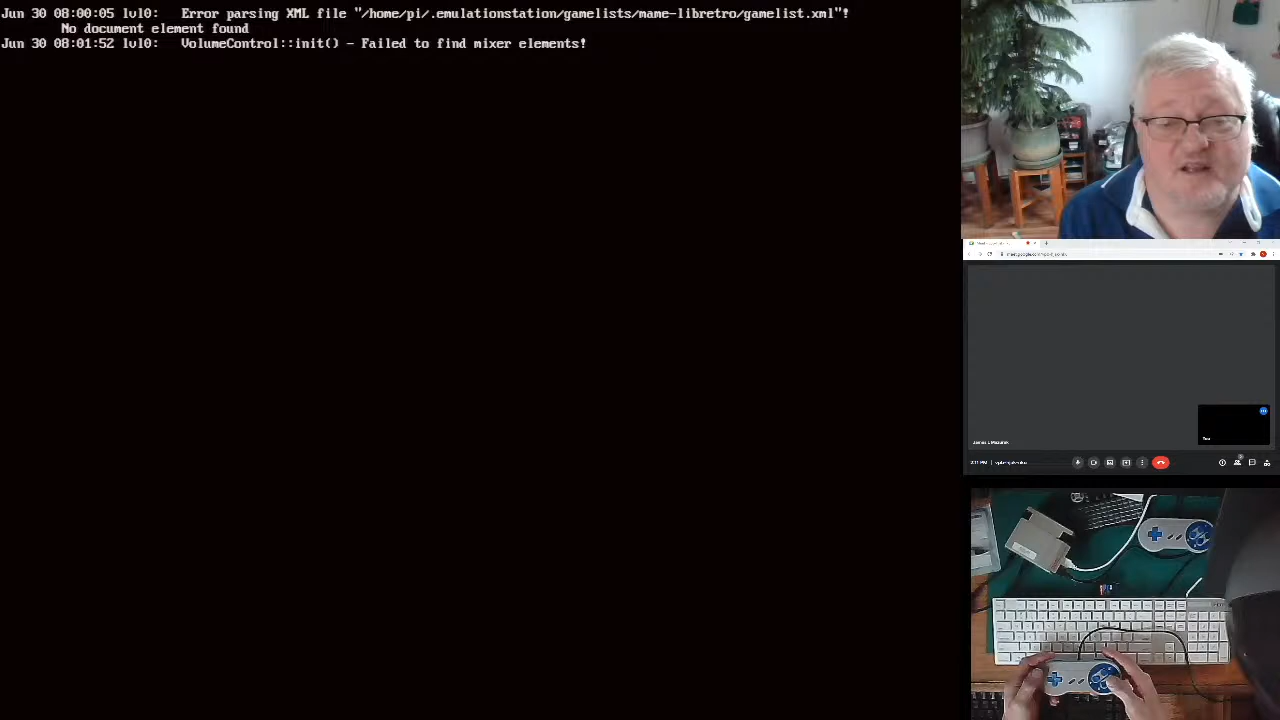 Jun 30 08:00:05 lvl0: Error parsing XML file "/home/pi/.emulationstation/gamelists/mame-libretro/gamelist.xml"!
No document element found
Jun 30 08:01:52 lvl0: VolumeControl::init() - Failed to find mixer elements!
You